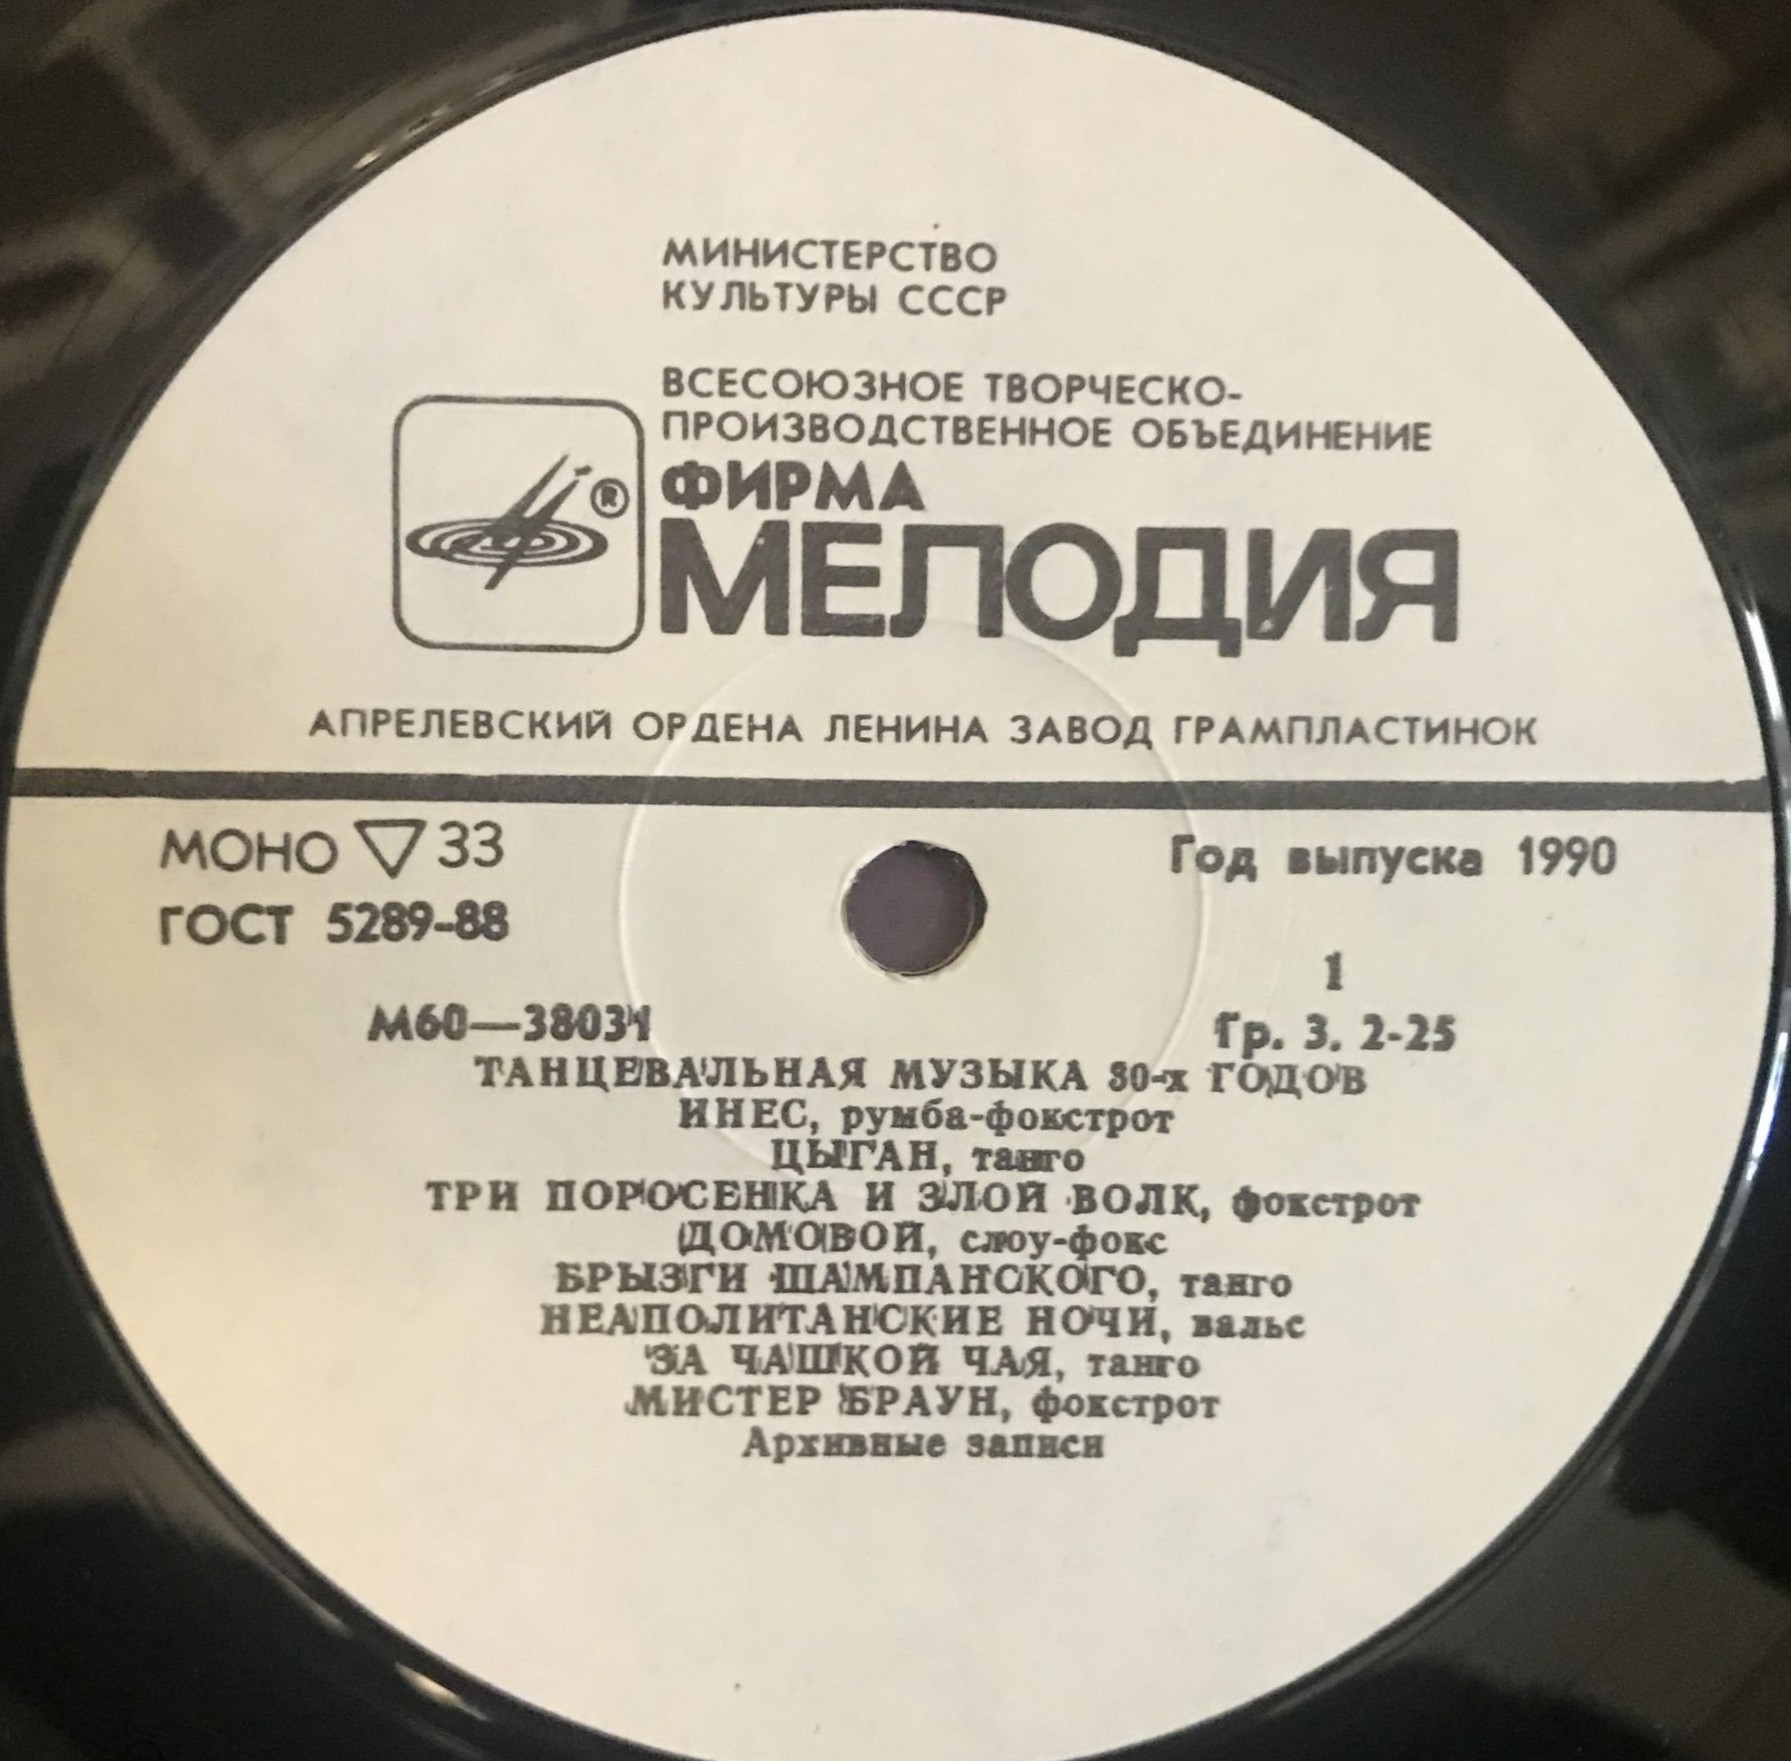 МИНИСТЕРСТВО
КУЛЬТУРЫ СССР
ВСЕСОЮЗНОЕ ТВОРЧЕСКО-
ПРОИЗВОДСТВЕННОЕ ОБЪЕДИНЕНИЕ
ФИРМА
МЕЛОДИЯ
®
АПРЕЛЕВСКИЙ ОРДЕНА ЛЕНИНА ЗАВОД ГРАМПЛАСТИНОК
МОНО ▽ 33
Год выпуска 1990
ГОСТ 5289-88
1
М60—38031
Гр. 3. 2-25
ТАНЦЕВАЛЬНАЯ МУЗЫКА 30-х ГОДОВ
ИНЕС, румба-фокстрот
ЦЫГАН, танго
ТРИ ПОРОСЕНКА И ЗЛОЙ ВОЛК, фокстрот
ДОМОВОЙ, слоу-фокс
БРЫЗГИ ШАМПАНСКОГО, танго
НЕАПОЛИТАНСКИЕ НОЧИ, вальс
ЗА ЧАШКОЙ ЧАЯ, танго
МИСТЕР БРАУН, фокстрот
Архивные записи